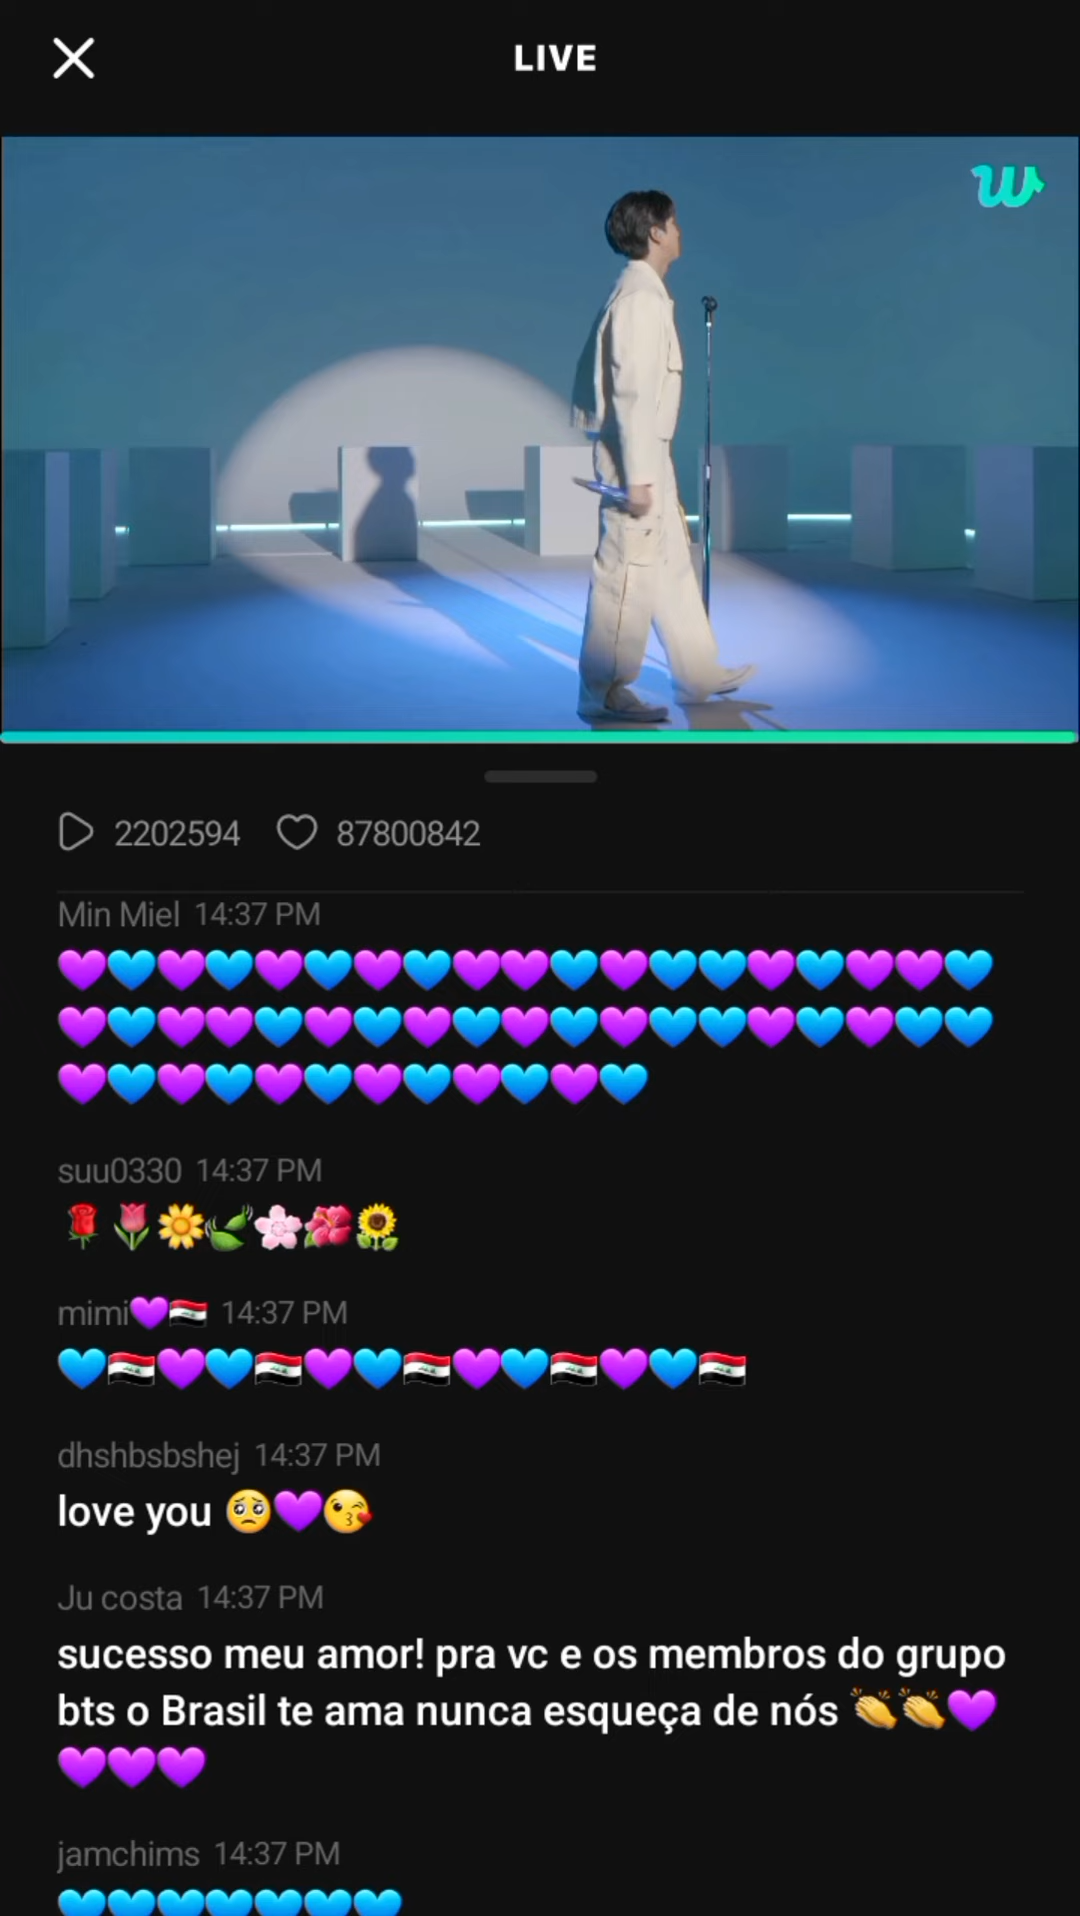 LIVE
w
2202594 87800842
Min Miel 14:37 PM
💜💙💜💙💜💙💜💙💜💜💙💜💙💙💜💙💜💜💙
💜💙💜💜💙💜💙💜💙💜💙💜💙💙💜💙💜💙💙
💜💙💜💙💜💙💜💙💜💙💜💙
suu0330 14:37 PM
🌹🌷🌼🍃🌸🌺🌻
mimi💜🇮🇶 14:37 PM
💙🇮🇶💜💙🇮🇶💜💙🇮🇶💜💙🇮🇶💜💙🇮🇶
dhshbsbshej 14:37 PM
love you 🥺💜😘
Ju costa 14:37 PM
sucesso meu amor! pra vc e os membros do grupo
bts o Brasil te ama nunca esqueça de nós 👏👏💜
💜💜💜
jamchims 14:37 PM
💙💙💙💙💙💙💙